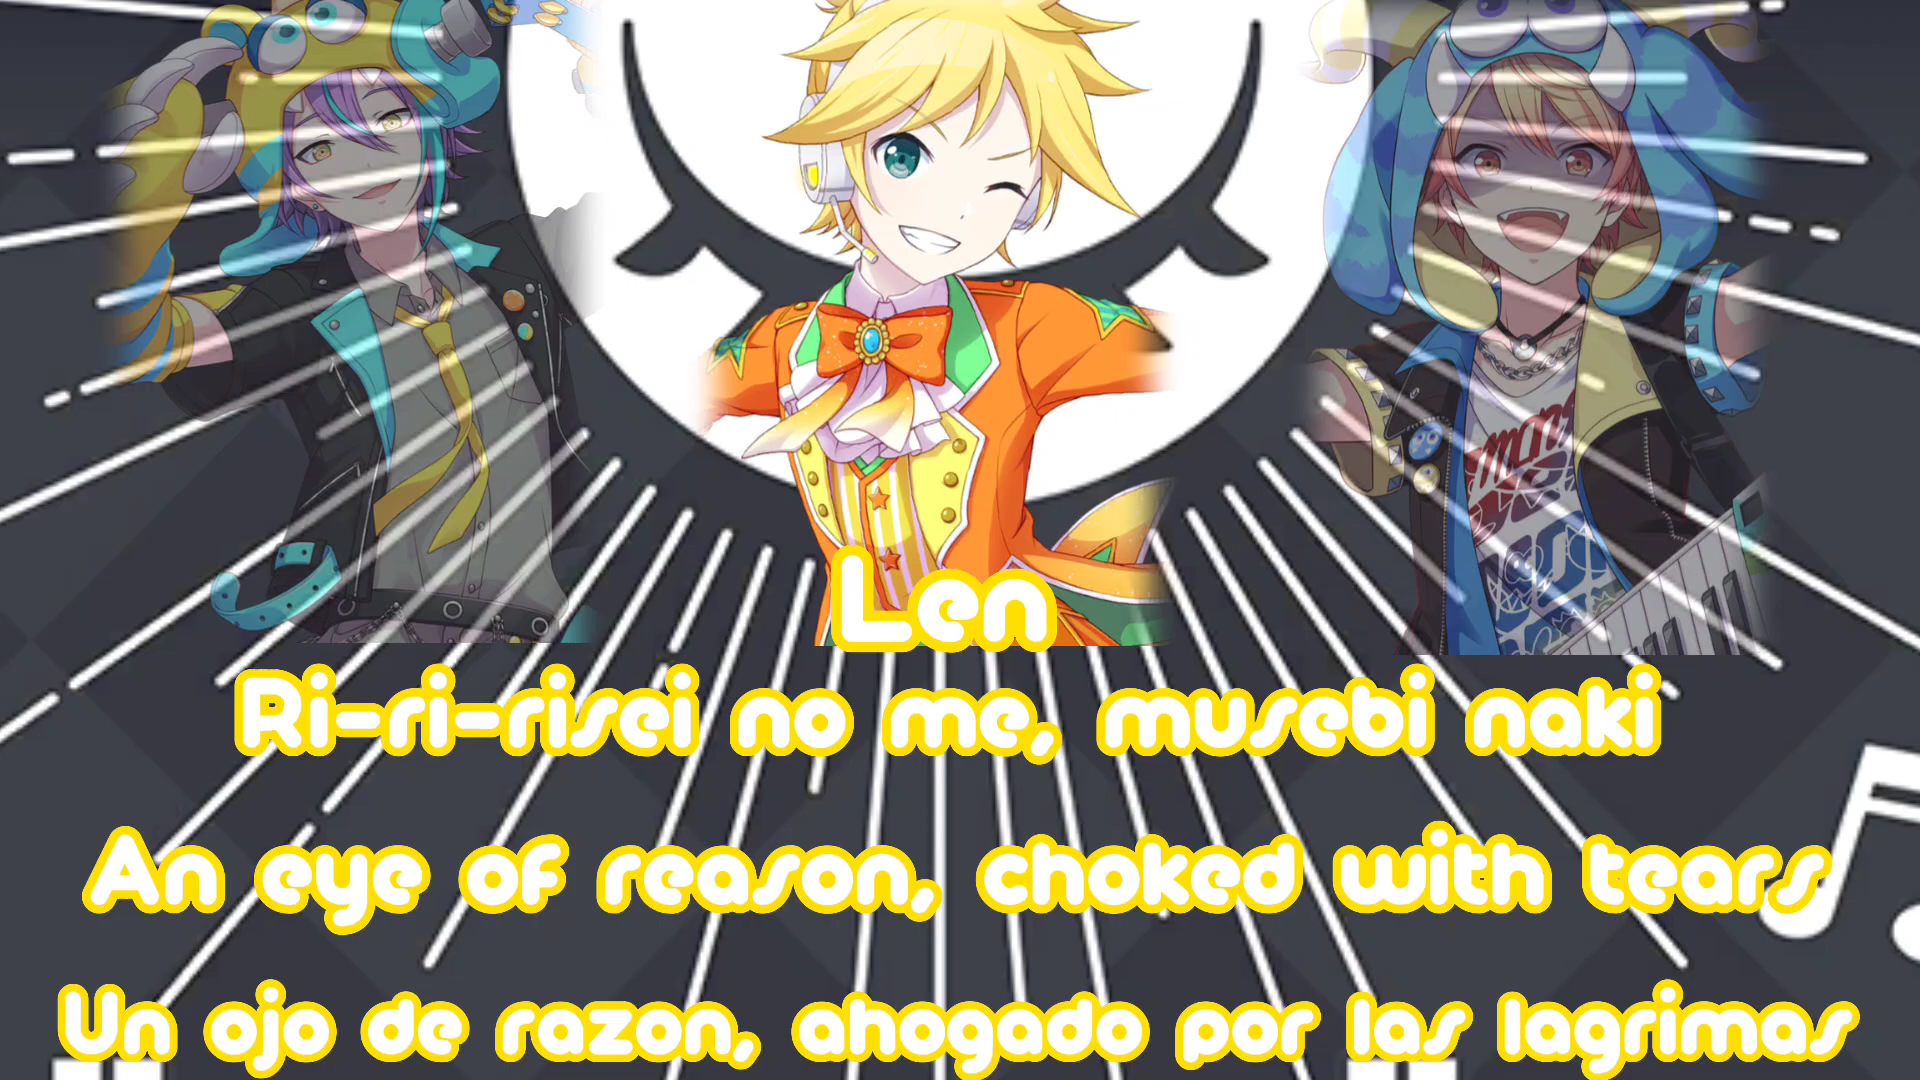 Len
Ri-ri-risei no me, musebi naki
An eye of reason, choked with tears
Un ojo de razon, ahogado por las lagrimas